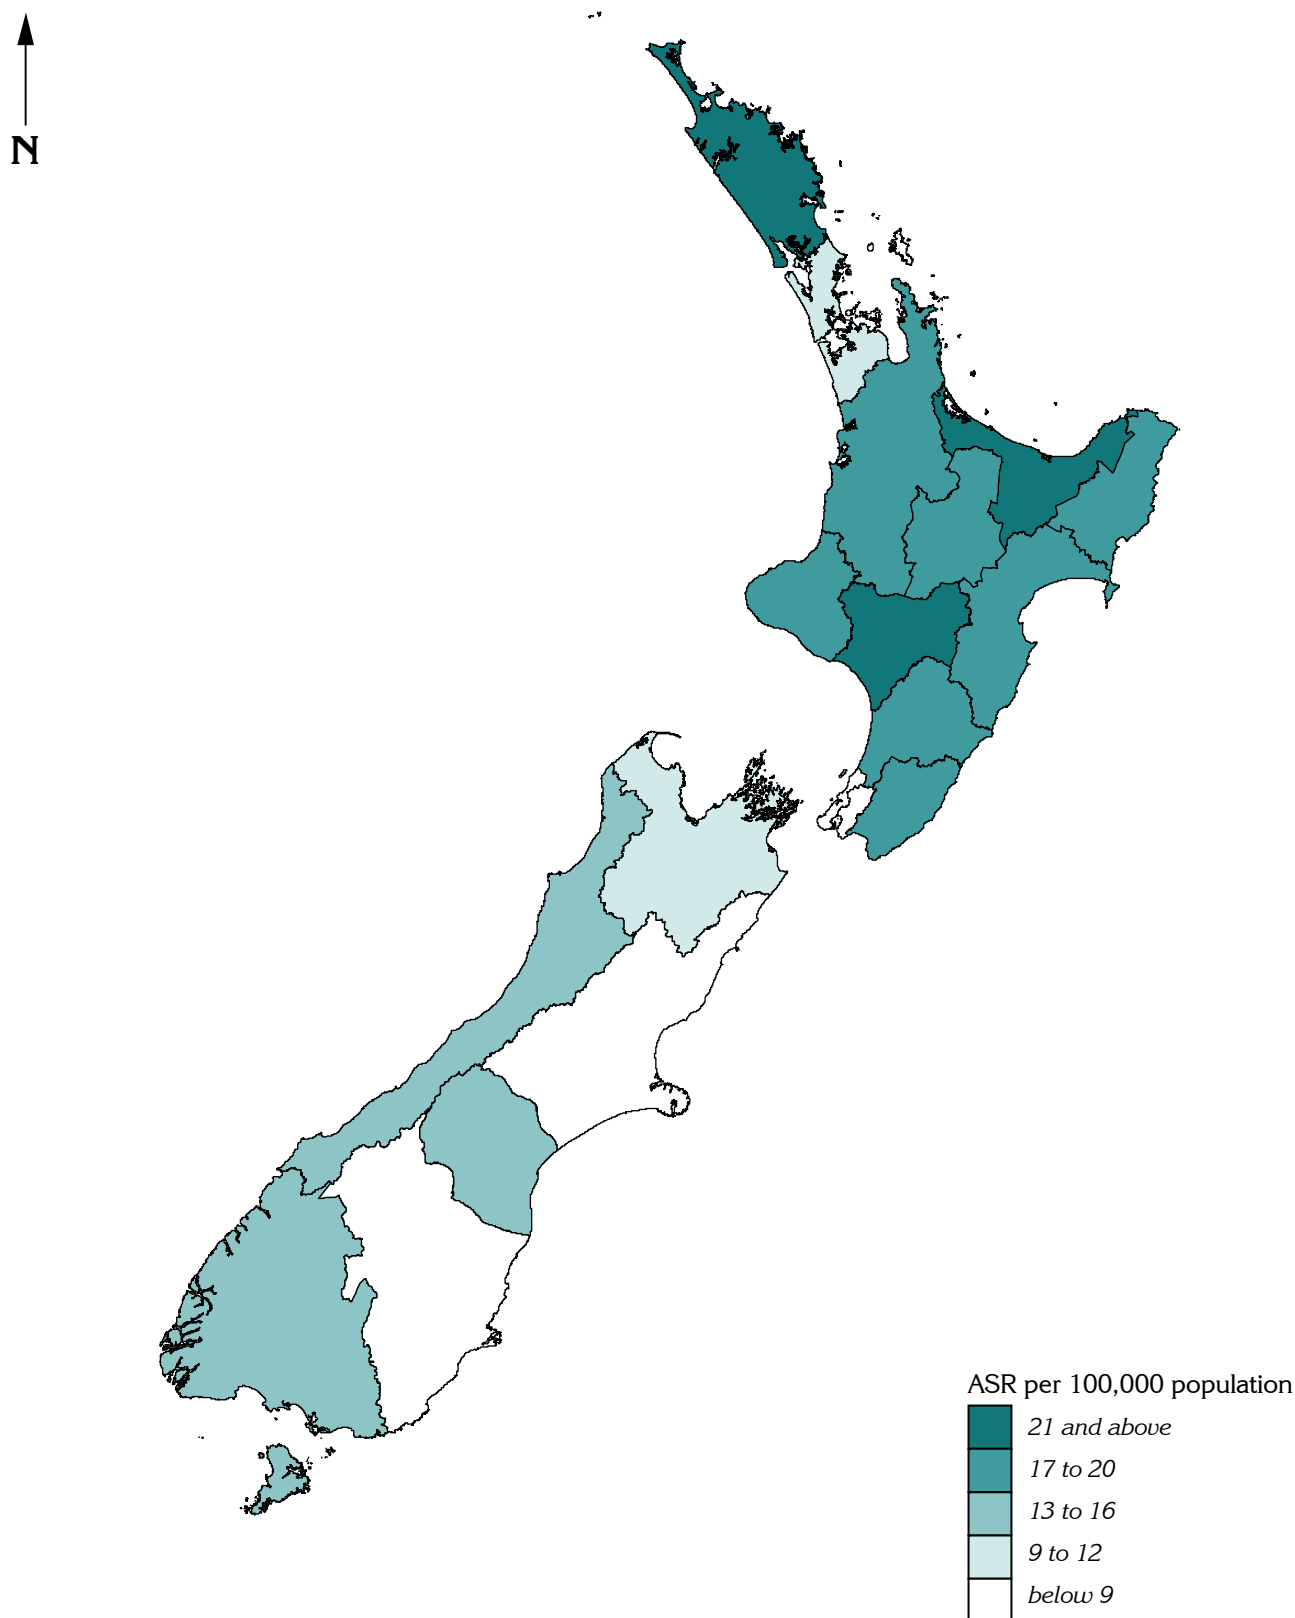 N
ASR per 100,000 population
21 and above
17 to 20
13 to 16
9 to 12
below 9